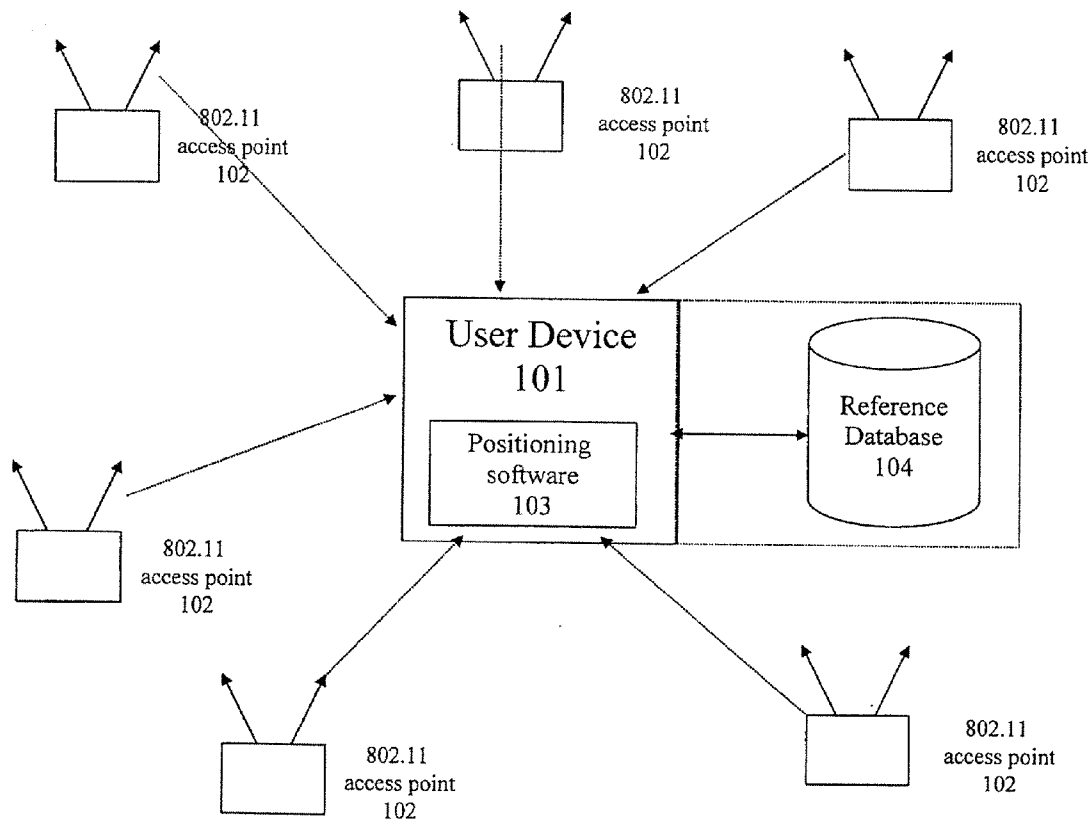 802.11
access point
102
802.11
access point
102
802.11
access point
102
User Device
101
Positioning
software
103
Reference
Database
104
802.11
access point
102
802.11
access point
102
802.11
access point
102